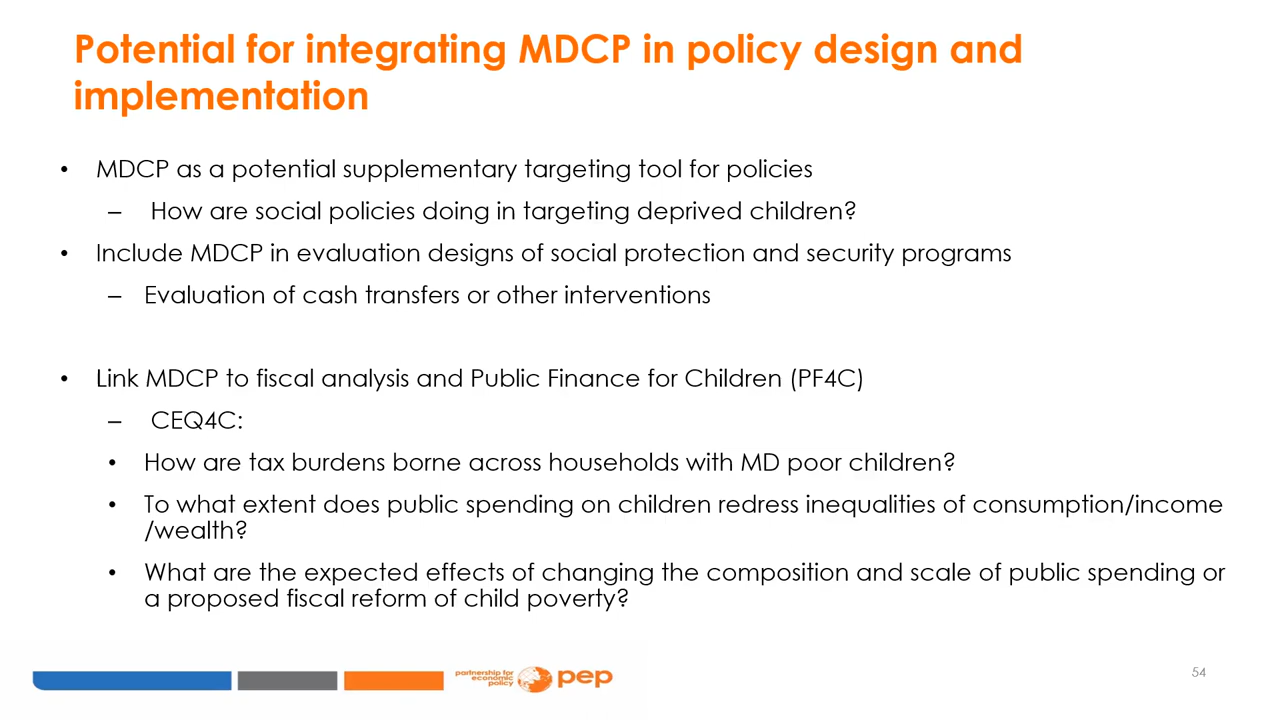 Potential for integrating MDCP in policy design and
implementation
• MDCP as a potential supplementary targeting tool for policies
– How are social policies doing in targeting deprived children?
• Include MDCP in evaluation designs of social protection and security programs
– Evaluation of cash transfers or other interventions
• Link MDCP to fiscal analysis and Public Finance for Children (PF4C)
– CEQ4C:
• How are tax burdens borne across households with MD poor children?
• To what extent does public spending on children redress inequalities of consumption/income
/wealth?
• What are the expected effects of changing the composition and scale of public spending or
a proposed fiscal reform of child poverty?
partnership for
economic
policy
pep
54